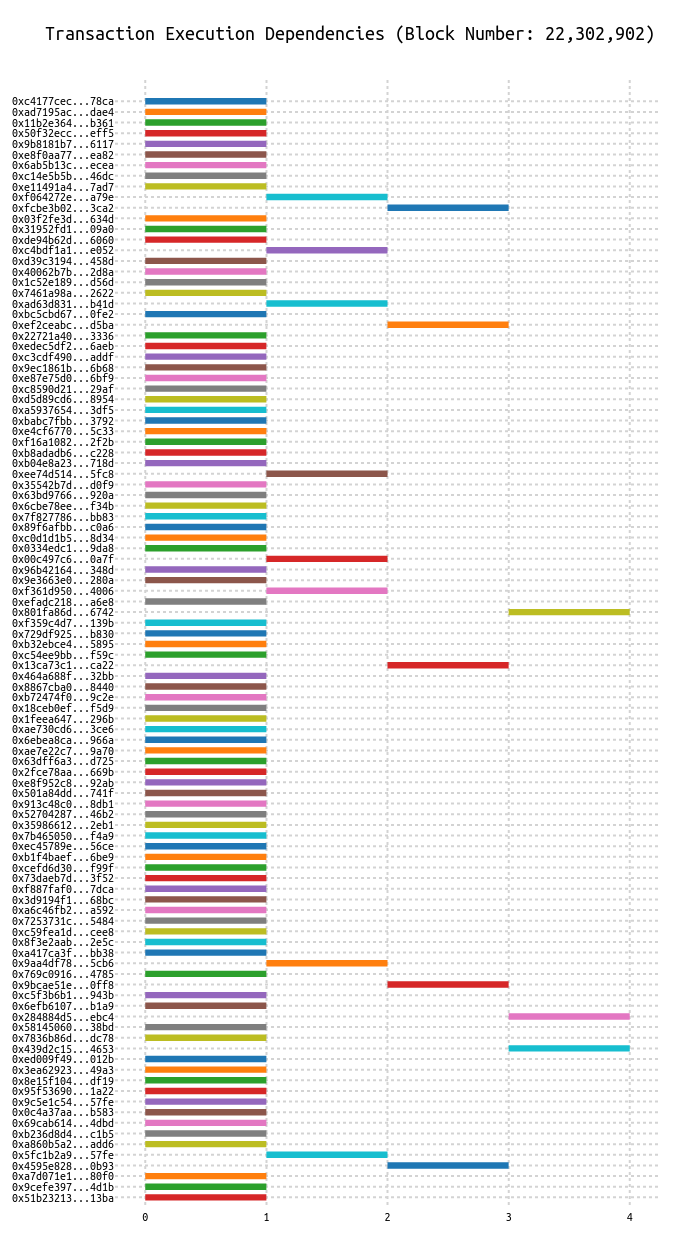 Transaction Execution Dependencies (Block Number: 22,302,902)
0xc4177cec...78ca
0xad7195ac...dae4
0x11b2e364...b361
0x50f32ecc...eff5
0x9b8181b7...6117
0xe8f0aa77...ea82
0x6ab5b13c...ecea
0xc14e5b5b...46dc
0xe11491a4...7ad7
0xf064272e...a79e
0xfcbe3b02...3ca2
0x03f2fe3d...634d
0x31952fd1...09a0
0xde94b62d...6060
0xc4bdf1a1...e052
0xd39c3194...458d
0x40062b7b...2d8a
0x1c52e189...d56d
0x7461a98a...2622
0xad63d831...b41d
0xbc5cbd67...0fe2
0xef2ceabc...d5ba
0x22721a40...3336
0xedec5df2...6aeb
0xc3cdf490...addf
0x9ec1861b...6b68
0xe87e75d0...6bf9
0xc8590d21...29af
0xd5d89cd6...8954
0xa5937654...3df5
0xbabc7fbb...3792
0xe4cf6770...5c33
0xf16a1082...2f2b
0xb8adadb6...c228
0xb04e8a23...718d
0xee74d514...5fc8
0x35542b7d...d0f9
0x63bd9766...920a
0x6cbe78ee...f34b
0x7f827786...bb83
0x89f6afbb...c0a6
0xc0d1d1b5...8d34
0x0334edc1...9da8
0x00c497c6...0a7f
0x96b42164...348d
0x9e3663e0...280a
0xf361d950...4006
0xefadc218...a6e8
0x801fa86d...6742
0xf359c4d7...139b
0x729df925...b830
0xb32ebce4...5895
0xc54ee9bb...f59c
0x13ca73c1...ca22
0x464a688f...32bb
0x8867cba0...8440
0xb72474f0...9c2e
0x18ceb0ef...f5d9
0x1feea647...296b
0xae730cd6...3ce6
0x6ebea8ca...966a
0xae7e22c7...9a70
0x63dff6a3...d725
0x2fce78aa...669b
0xe8f952c8...92ab
0x501a84dd...741f
0x913c48c0...8db1
0x52704287...46b2
0x35986612...2eb1
0x7b465050...f4a9
0xec45789e...56ce
0xb1f4baef...6be9
0xcefd6d30...f99f
0x73daeb7d...3f52
0xf887faf0...7dca
0x3d9194f1...68bc
0xa6c46fb2...a592
0x7253731c...5484
0xc59fea1d...cee8
0x8f3e2aab...2e5c
0xa417ca3f...bb38
0x9aa4df78...5cb6
0x769c0916...4785
0x9bcae51e...0ff8
0xc5f3b6b1...943b
0x6efb6107...b1a9
0x284884d5...ebc4
0x58145060...38bd
0x7836b86d...dc78
0x439d2c15...4653
0xed009f49...012b
0x3ea62923...49a3
0x8e15f104...df19
0x95f53690...1a22
0x9c5e1c54...57fe
0x0c4a37aa...b583
0x69cab614...4dbd
0xb236d8d4...c1b5
0xa860b5a2...add6
0x5fc1b2a9...57fe
0x4595e828...0b93
0xa7d071e1...80f0
0x9cefe397...4d1b
0x51b23213...13ba
0 1 2 3 4